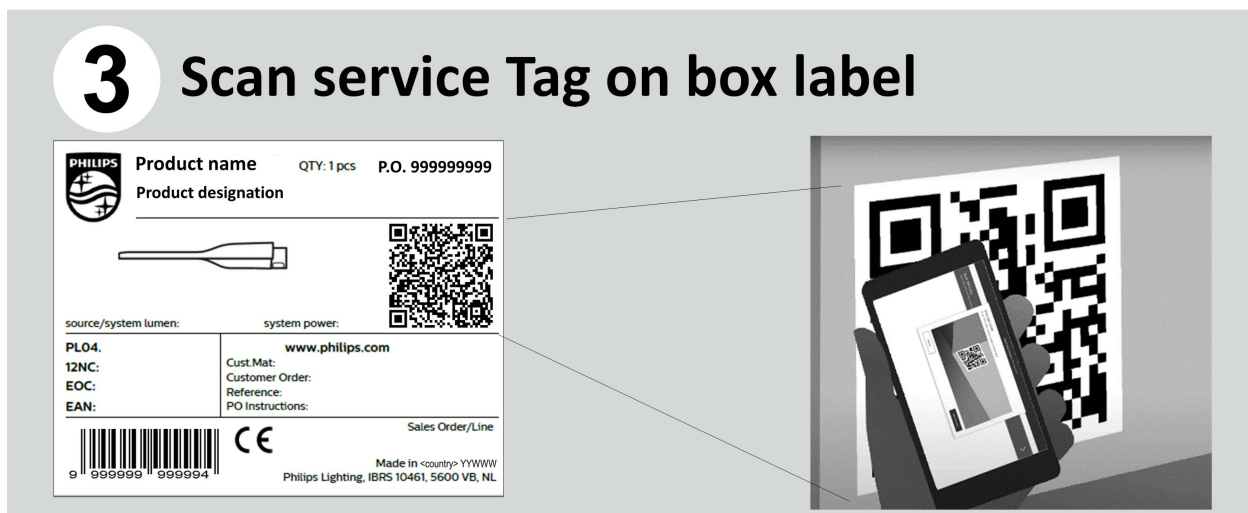 3 Scan service Tag on box label
PHILIPS
Product name QTY: 1 pcs P.O. 999999999
Product designation
source/system lumen: system power:
PL04.
12NC:
EOC:
EAN:
www.philips.com
Cust.Mat:
Customer Order:
Reference:
PO Instructions:
Sales Order/Line
9 999999 999994
CE
Made in <country> YYWWW
Philips Lighting, IBRS 10461, 5600 VB, NL